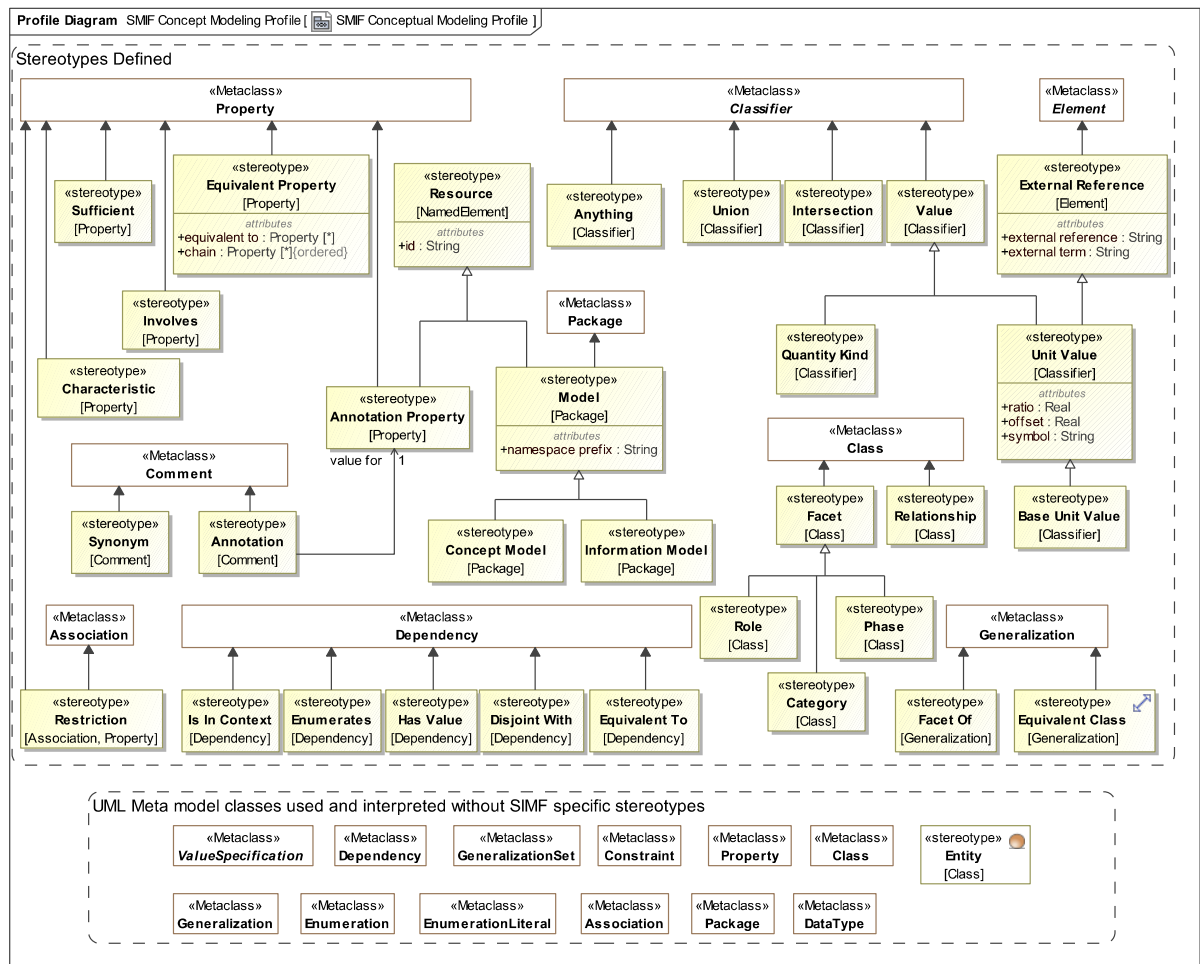 Profile Diagram SMIF Concept Modeling Profile [ SMIF Conceptual Modeling Profile ]
Stereotypes Defined
«Metaclass»
Property
«Metaclass»
Classifier
«Metaclass»
Element
«stereotype»
Sufficient
[Property]
«stereotype»
Equivalent Property
[Property]
attributes
+equivalent to : Property [*]
+chain : Property [*]{ordered}
«stereotype»
Resource
[NamedElement]
attributes
+id : String
«stereotype»
Anything
[Classifier]
«stereotype»
Union
[Classifier]
«stereotype»
Intersection
[Classifier]
«stereotype»
Value
[Classifier]
«stereotype»
External Reference
[Element]
attributes
+external reference : String
+external term : String
«stereotype»
Involves
[Property]
«Metaclass»
Package
«stereotype»
Quantity Kind
[Classifier]
«stereotype»
Unit Value
[Classifier]
attributes
+ratio : Real
+offset : Real
+symbol : String
«stereotype»
Characteristic
[Property]
«stereotype»
Annotation Property
[Property]
value for 1
«stereotype»
Model
[Package]
attributes
+namespace prefix : String
«Metaclass»
Class
«Metaclass»
Comment
«stereotype»
Synonym
[Comment]
«stereotype»
Annotation
[Comment]
«stereotype»
Concept Model
[Package]
«stereotype»
Information Model
[Package]
«stereotype»
Facet
[Class]
«stereotype»
Relationship
[Class]
«stereotype»
Base Unit Value
[Classifier]
«Metaclass»
Association
«Metaclass»
Dependency
«stereotype»
Role
[Class]
«stereotype»
Phase
[Class]
«Metaclass»
Generalization
«stereotype»
Restriction
[Association, Property]
«stereotype»
Is In Context
[Dependency]
«stereotype»
Enumerates
[Dependency]
«stereotype»
Has Value
[Dependency]
«stereotype»
Disjoint With
[Dependency]
«stereotype»
Equivalent To
[Dependency]
«stereotype»
Category
[Class]
«stereotype»
Facet Of
[Generalization]
«stereotype»
Equivalent Class
[Generalization]
UML Meta model classes used and interpreted without SIMF specific stereotypes
«Metaclass»
ValueSpecification
«Metaclass»
Dependency
«Metaclass»
GeneralizationSet
«Metaclass»
Constraint
«Metaclass»
Property
«Metaclass»
Class
«stereotype»
Entity
[Class]
«Metaclass»
Generalization
«Metaclass»
Enumeration
«Metaclass»
EnumerationLiteral
«Metaclass»
Association
«Metaclass»
Package
«Metaclass»
DataType